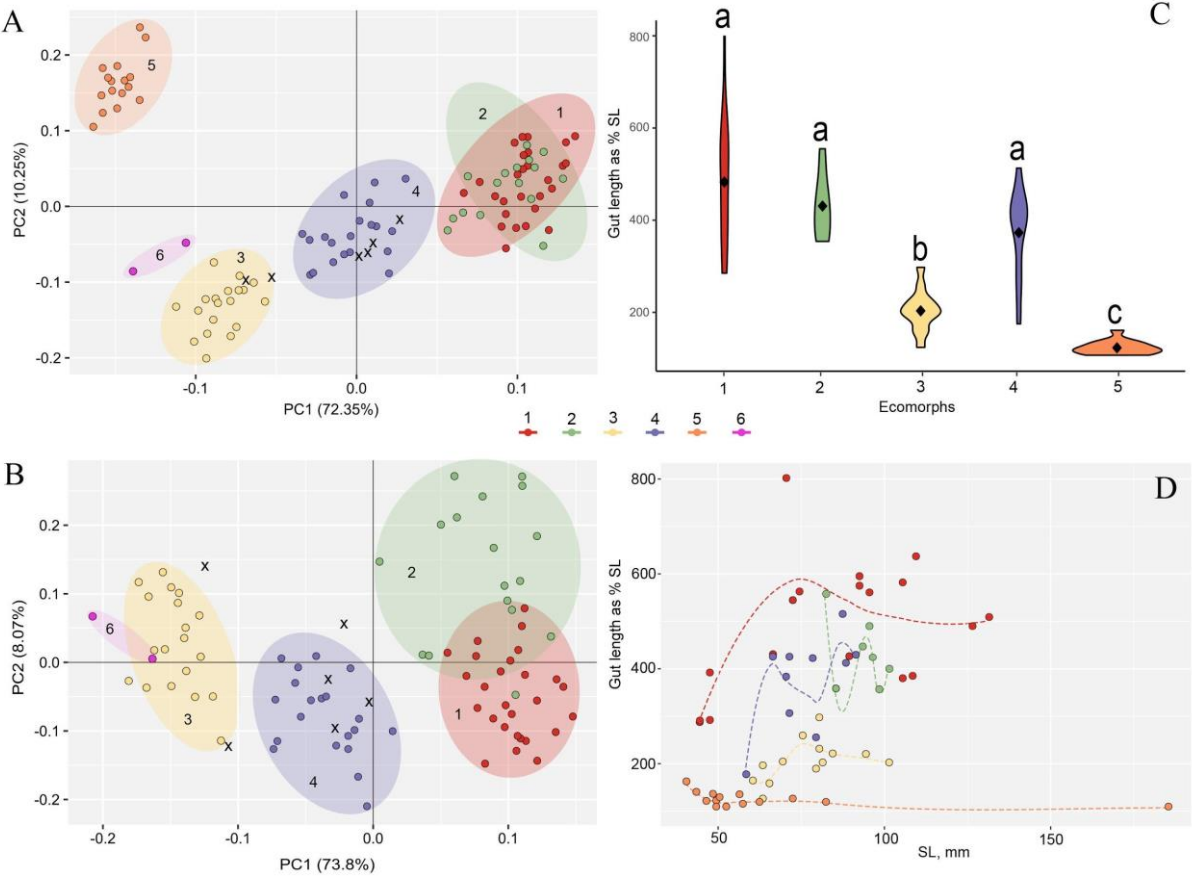 A
PC2 (10.25%)
0.2
0.1
0.0
-0.1
-0.2
5
2
1
4
6
3
x
x
x x
x x
-0.1
0.0
0.1
PC1 (72.35%)
C
Gut length as % SL
800
600
400
200
a
a
b
a
c
1
2
3
4
5
Ecomorphs
1 2 3 4 5 6
B
PC2 (8.07%)
0.2
0.1
0.0
-0.1
-0.2
x
x
2
6
x
x
3
x
x
1
4
-0.2
-0.1
0.0
0.1
PC1 (73.8%)
D
Gut length as % SL
800
600
400
200
50
100
150
SL, mm